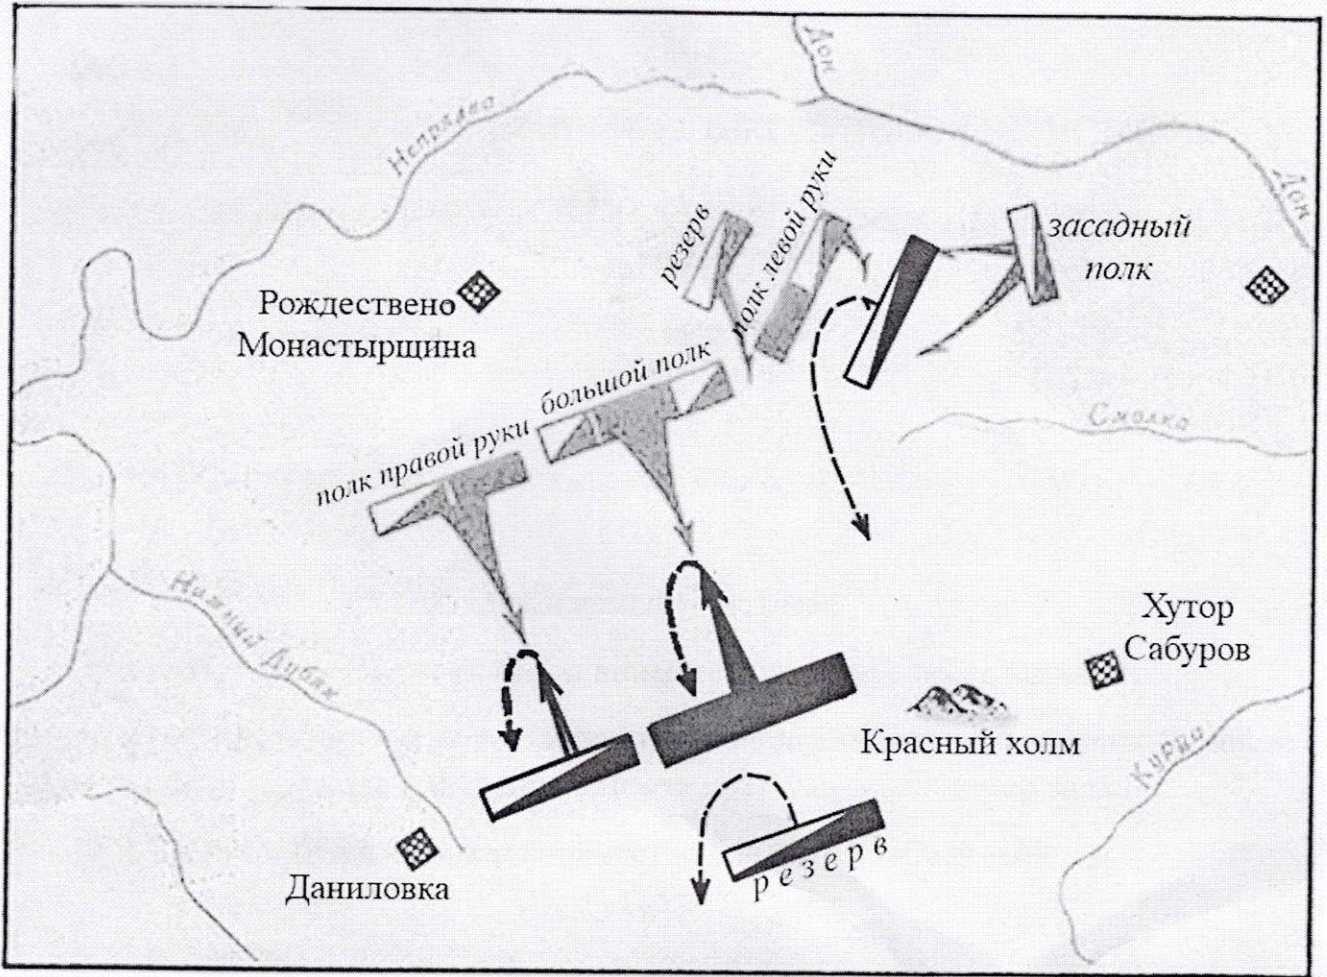 Дон
Непрядва
Дон
резерв
полк левой руки
засадный
полк
Рождествено
Монастырщина
большой полк
полк правой руки
Смолка
Нижний Дубяк
Хутор
Сабуров
Красный холм
Курца
резерв
Даниловка